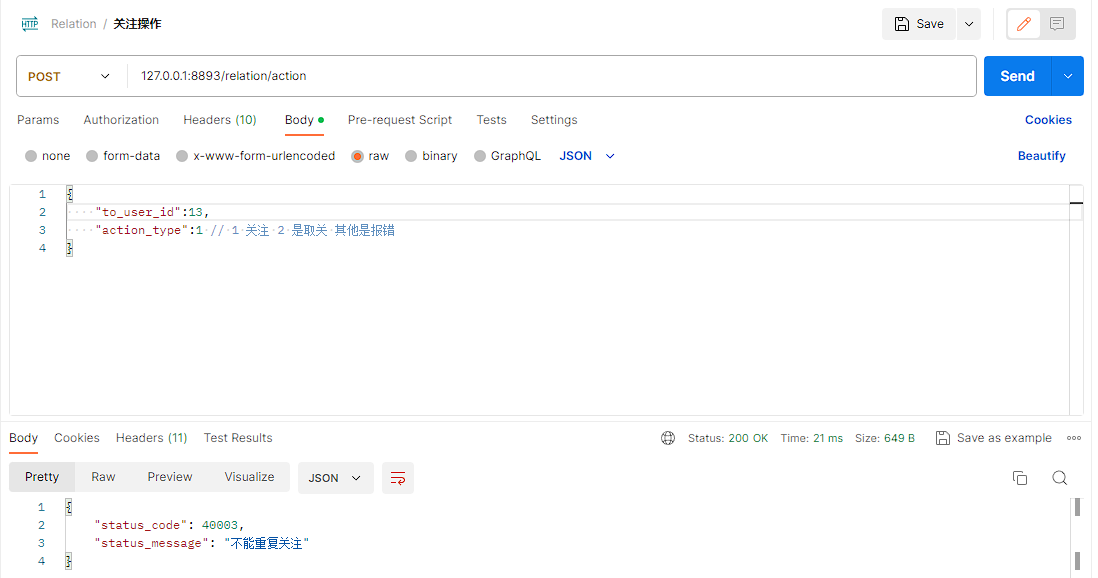 HTTP Relation / 关注操作 Save
POST 127.0.0.1:8893/relation/action Send
Params Authorization Headers (10) Body Pre-request Script Tests Settings Cookies
none form-data x-www-form-urlencoded raw binary GraphQL JSON Beautify
1 {
2 "to_user_id":13,
3 "action_type":1 // 1 关注 2 是取关 其他是报错
4 }
Body Cookies Headers (11) Test Results Status: 200 OK Time: 21 ms Size: 649 B Save as example
Pretty Raw Preview Visualize JSON
1 {
2 "status_code": 40003,
3 "status_message": "不能重复关注"
4 }